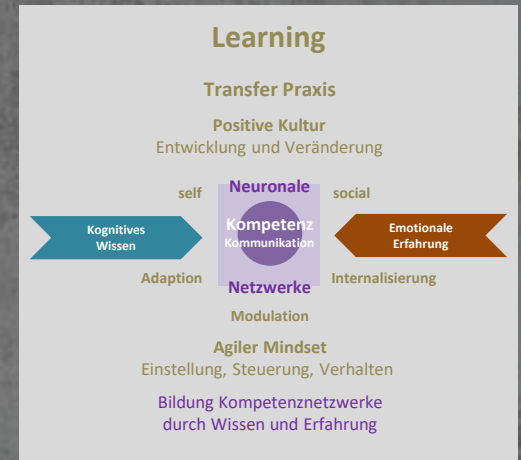 Learning
Transfer Praxis
Positive Kultur
Entwicklung und Veränderung
self
Neuronale
social
Kognitives
Wissen
Kompetenz
Kommunikation
Emotionale
Erfahrung
Adaption
Netzwerke
Internalisierung
Modulation
Agiler Mindset
Einstellung, Steuerung, Verhalten
Bildung Kompetenznetzwerke
durch Wissen und Erfahrung